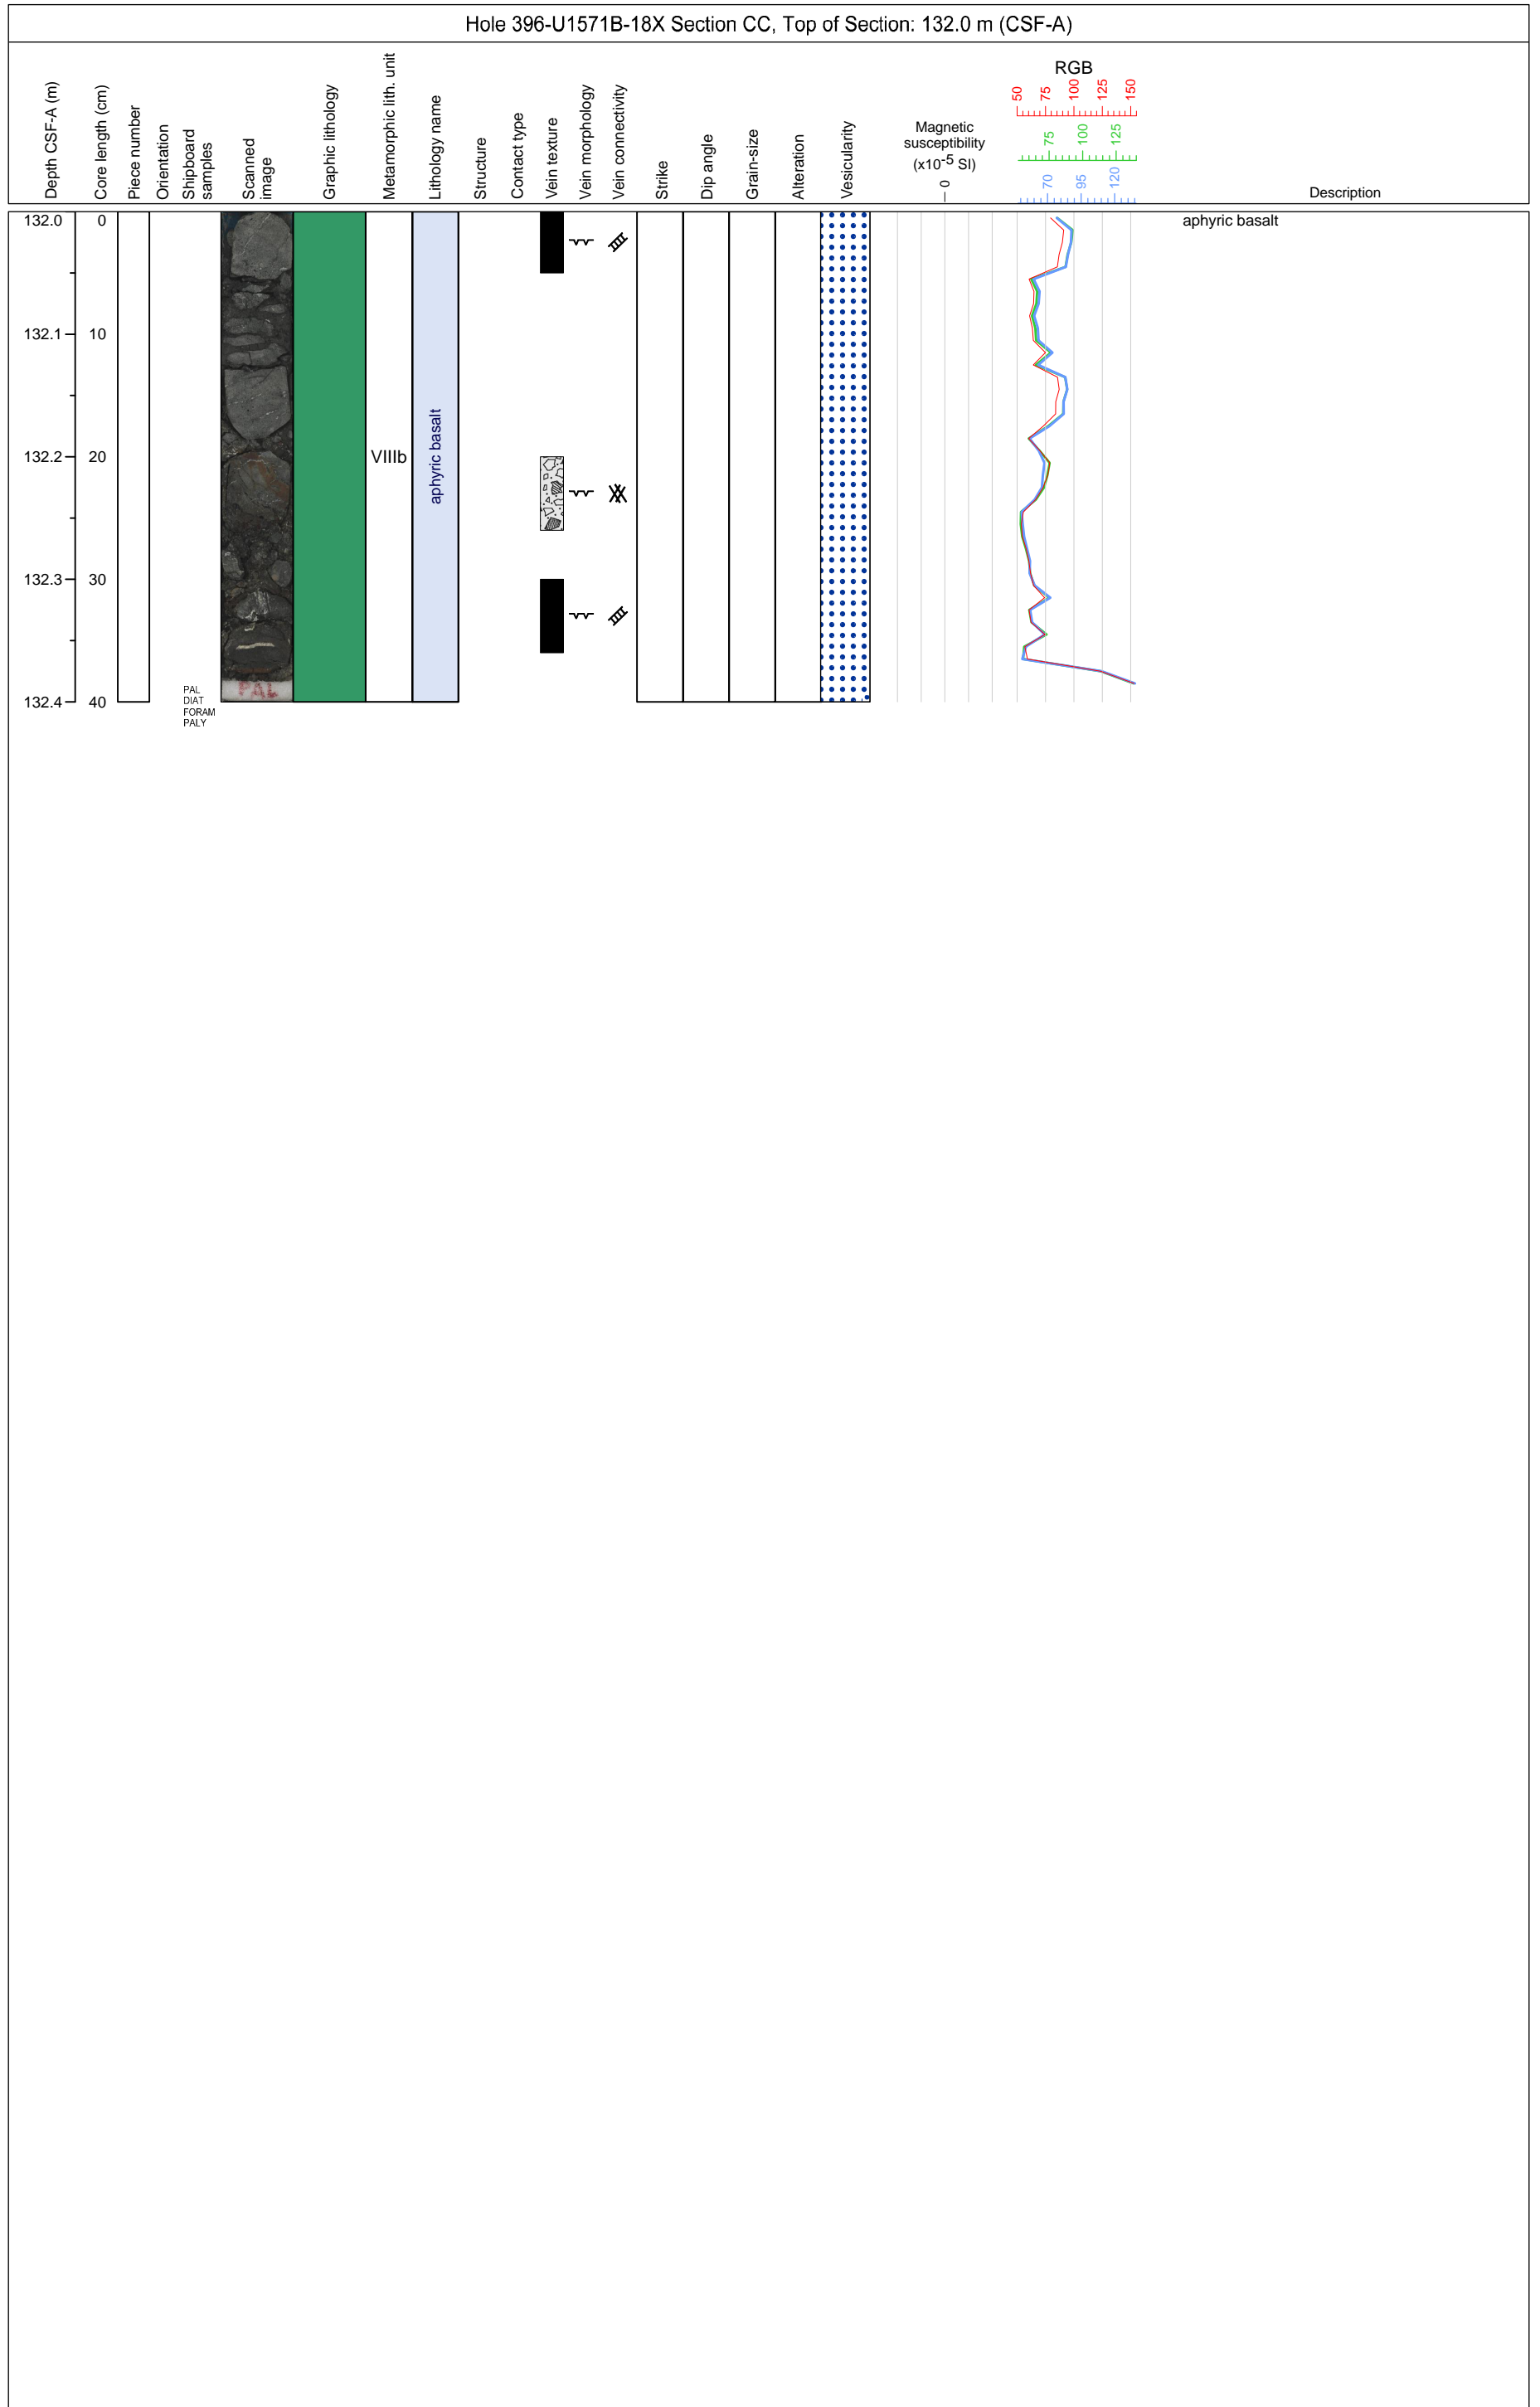 Hole 396-U1571B-18X Section CC, Top of Section: 132.0 m (CSF-A)
Depth CSF-A (m)
Core length (cm)
Piece number
Orientation
Shipboard
samples
Scanned
image
Graphic lithology
Metamorphic lith. unit
Lithology name
Structure
Contact type
Vein texture
Vein morphology
Vein connectivity
Strike
Dip angle
Grain-size
Alteration
Vesicularity
Magnetic
susceptibility
(x10-5 SI)
0
RGB
50 75 100 125 150
75 100 125
70 95 120
Description
132.0 0
aphyric basalt
132.1 10
132.2 20
VIIIb
aphyric basalt
132.3 30
132.4 40
PAL
DIAT
FORAM
PALY
PAL